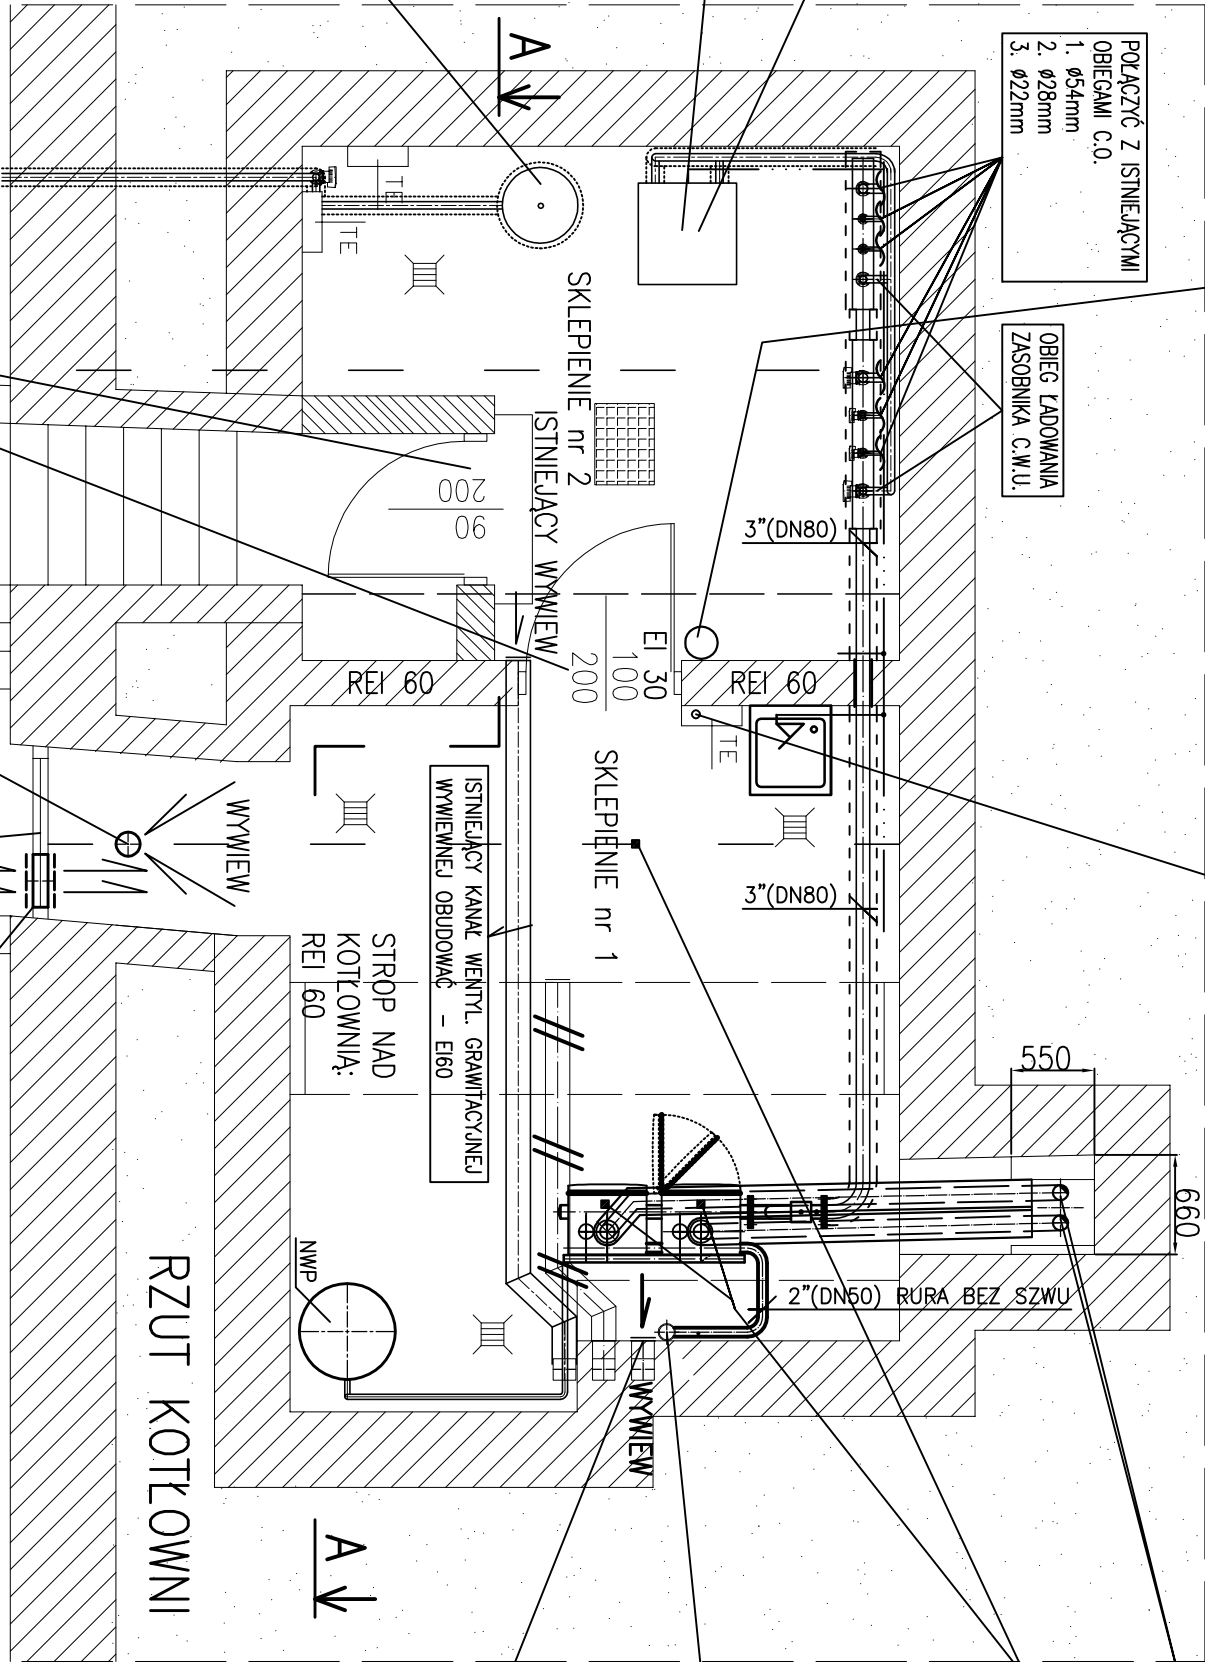 POŁĄCZYĆ Z ISTNIEJĄCYMI
OBIEGAMI C.O.
1. ø54mm
2. ø28mm
3. ø22mm
OBIEG ŁADOWANIA
ZASOBNIKA C.W.U.
A
TE
TE
SKLEPIENIE nr 2
ISTNIEJĄCY WYWIEW
90
200
3"(DN80)
EI 30
100
200
REI 60
REI 60
TE
SKLEPIENIE nr 1
3"(DN80)
WYWIEW
ISTNIEJĄCY KANAŁ WENTYL. GRAWITACYJNEJ
WYWIEWNEJ OBUDOWAĆ - EI60
STROP NAD
KOTŁOWNIĄ:
REI 60
550
660
2"(DN50) RURA BEZ SZWU
NWP
WYWIEW
A
RZUT KOTŁOWNI